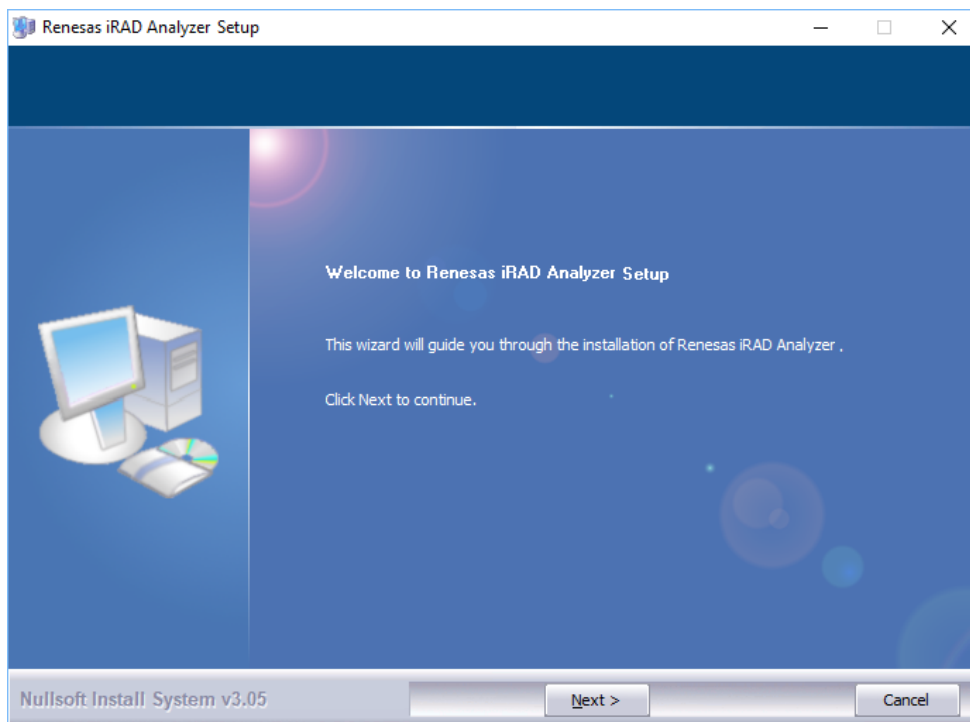 Renesas iRAD Analyzer Setup
Welcome to Renesas iRAD Analyzer Setup
This wizard will guide you through the installation of Renesas iRAD Analyzer .
Click Next to continue.
Nullsoft Install System v3.05
Next >
Cancel